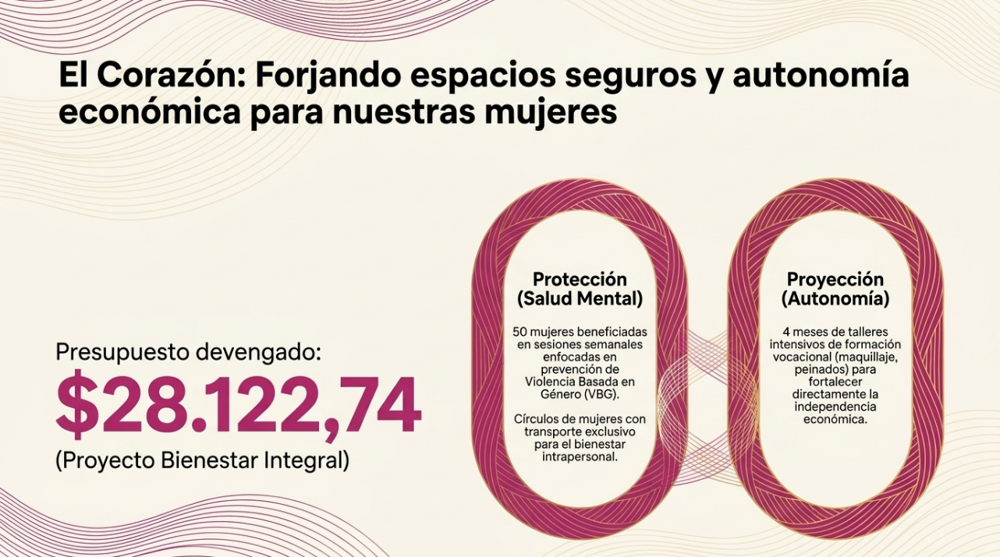 El Corazón: Forjando espacios seguros y autonomía
económica para nuestras mujeres
Presupuesto devengado:
$28.122,74
(Proyecto Bienestar Integral)
Protección
(Salud Mental)
50 mujeres beneficiadas
en sesiones semanales
enfocadas en
prevención de
Violencia Basada en
Género (VBG).
Círculos de mujeres con
transporte exclusivo
para el bienestar
intrapersonal.
Proyección
(Autonomía)
4 meses de talleres
intensivos de formación
vocacional (maquillaje,
peinados) para
fortalecer
directamente la
independencia
económica.